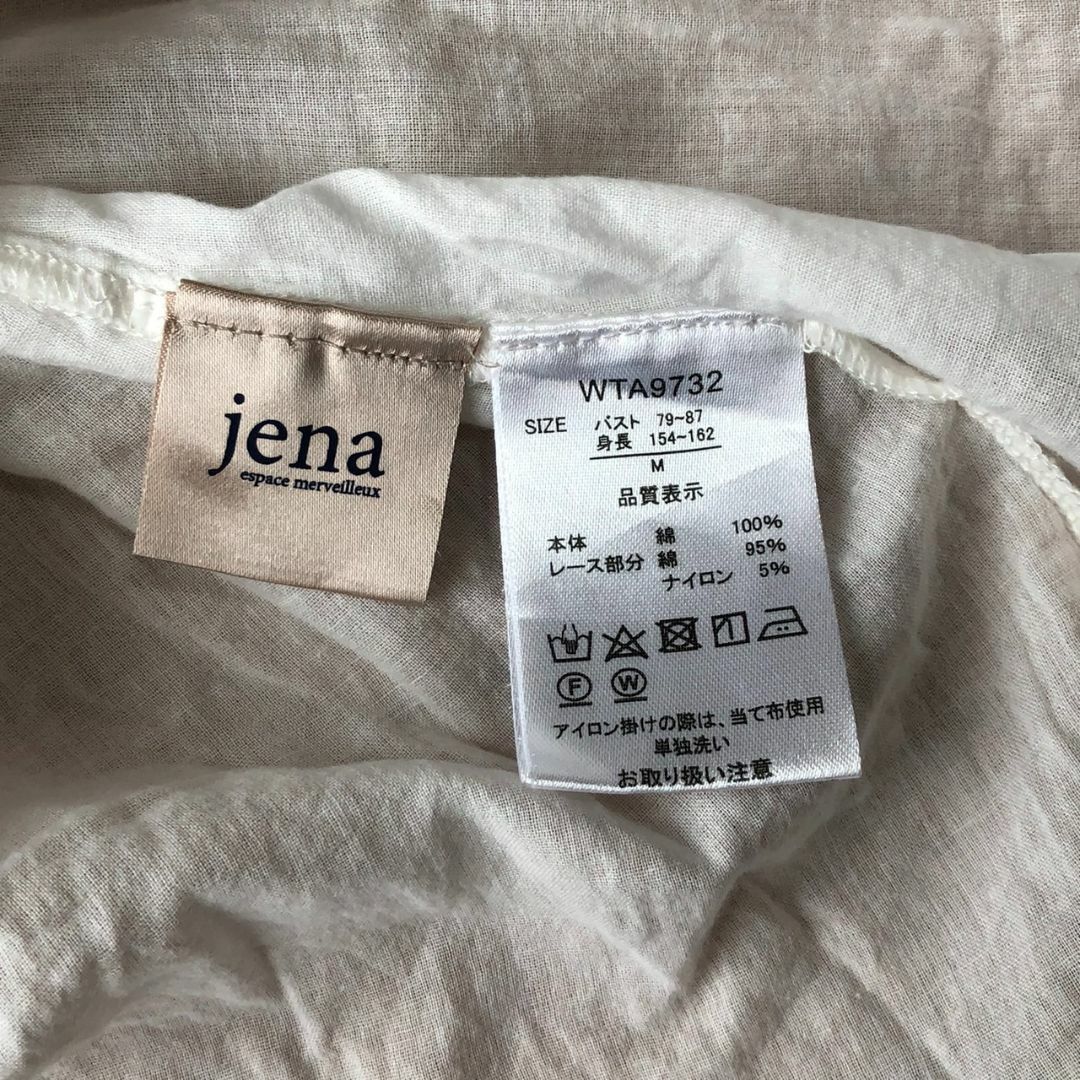 jena
espace merveilleux
WTA9732
SIZE バスト 79~87
身長 154~162
M
品質表示
本体 綿 100%
レース部分 綿 95%
ナイロン 5%
F W
アイロン掛けの際は、当て布使用
単独洗い
お取り扱い注意